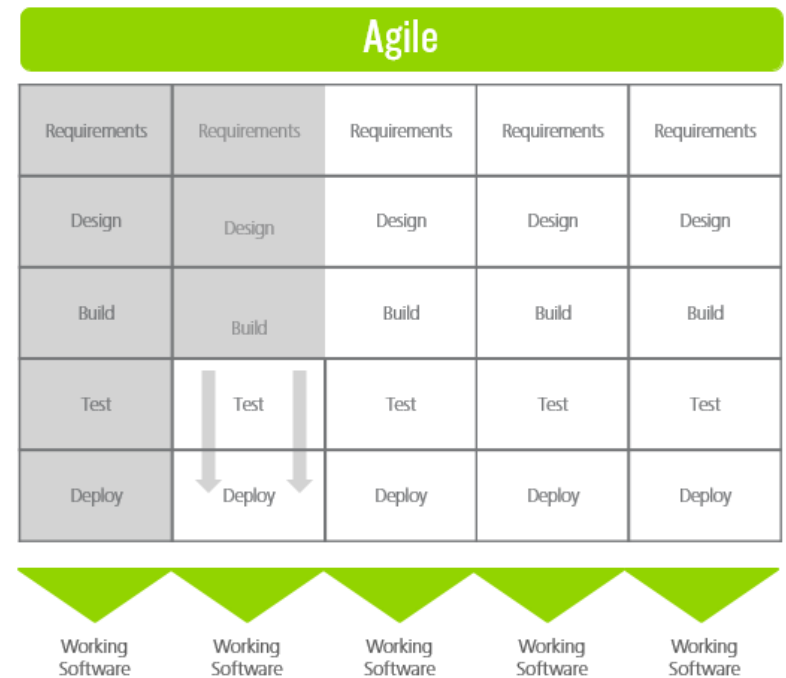 Agile
Requirements Requirements Requirements Requirements Requirements
Design Design Design Design Design
Build Build Build Build Build
Test Test Test Test Test
Deploy Deploy Deploy Deploy Deploy
Working Working Working Working Working
Software Software Software Software Software